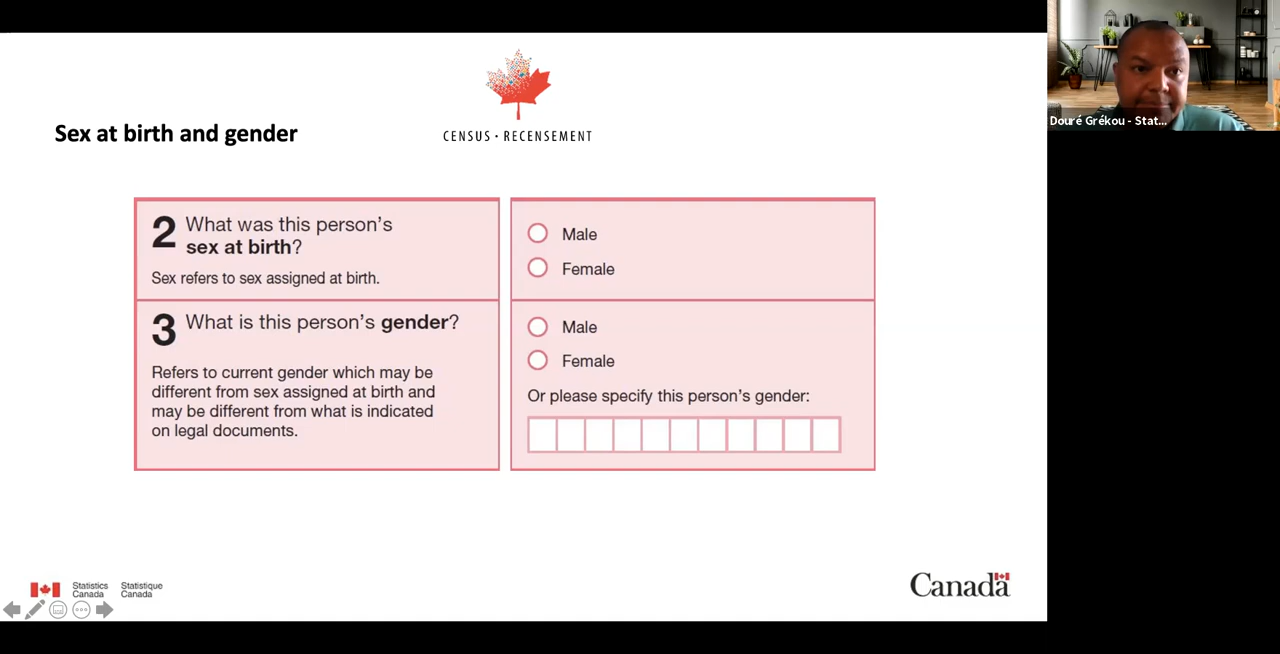 Sex at birth and gender
CENSUS • RECENSEMENT
2 What was this person's
sex at birth?
Sex refers to sex assigned at birth.
Male
Female
3 What is this person's gender?
Refers to current gender which may be
different from sex assigned at birth and
may be different from what is indicated
on legal documents.
Male
Female
Or please specify this person's gender:
Statistics
Canada
Statistique
Canada
Canada
Douré Grékou - Stat...